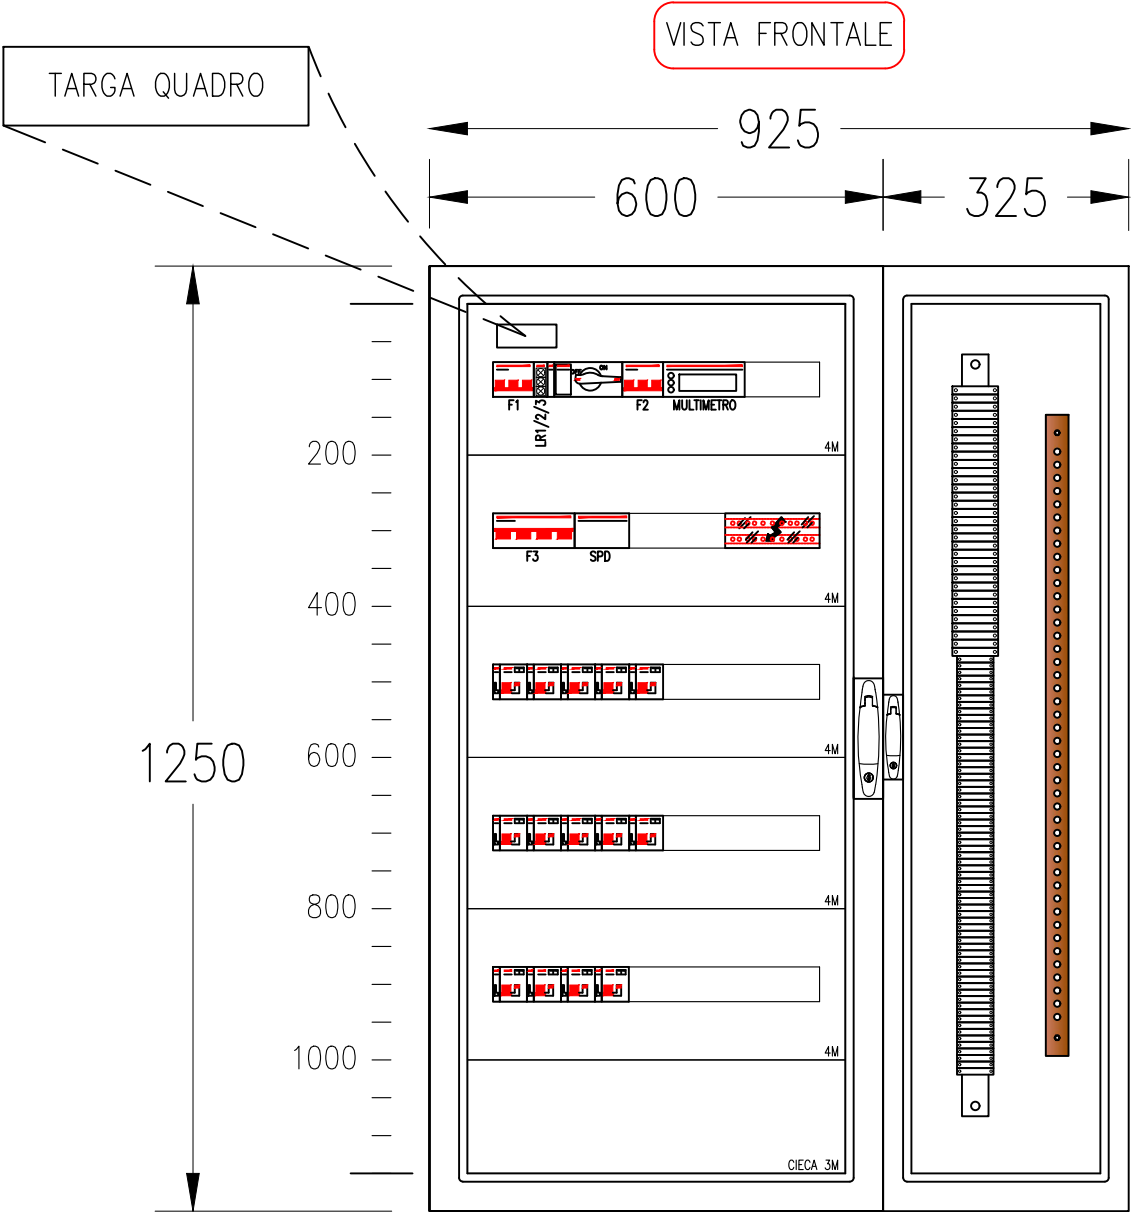 VISTA FRONTALE
TARGA QUADRO
925
600
325
ON
F1
LR1/2/3
F2
MULTIMETRO
4M
200
F3
SPD
4M
400
4M
600
1250
4M
800
4M
1000
CIECA 3M